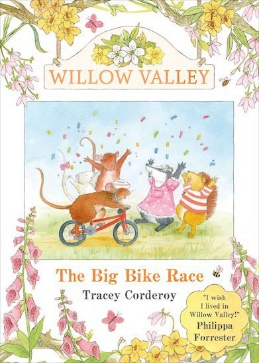 WILLOW VALLEY
The Big Bike Race
Tracey Corderoy
"I wish
I lived in
Willow Valley!"
Philippa
Forrester